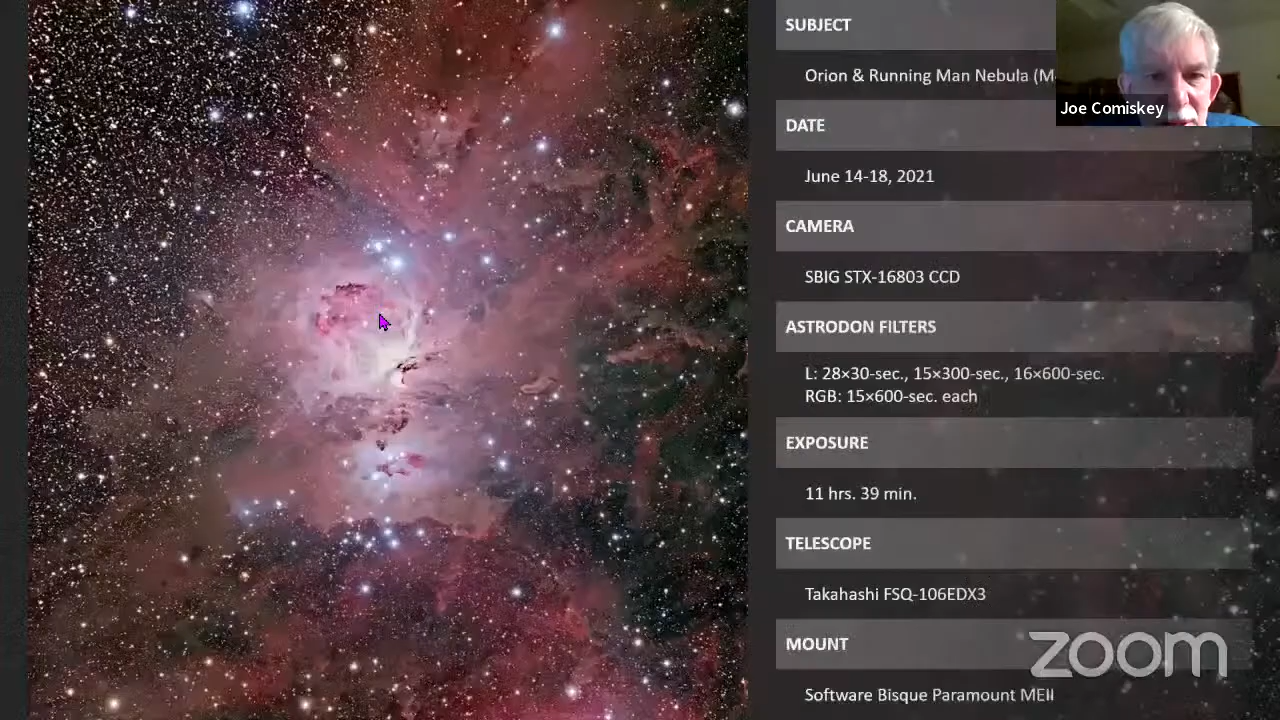 SUBJECT
Orion & Running Man Nebula (M
Joe Comiskey
DATE
June 14-18, 2021
CAMERA
SBIG STX-16803 CCD
ASTRODON FILTERS
L: 28×30-sec., 15×300-sec., 16×600-sec.
RGB: 15×600-sec. each
EXPOSURE
11 hrs. 39 min.
TELESCOPE
Takahashi FSQ-106EDX3
MOUNT
zoom
Software Bisque Paramount MEII